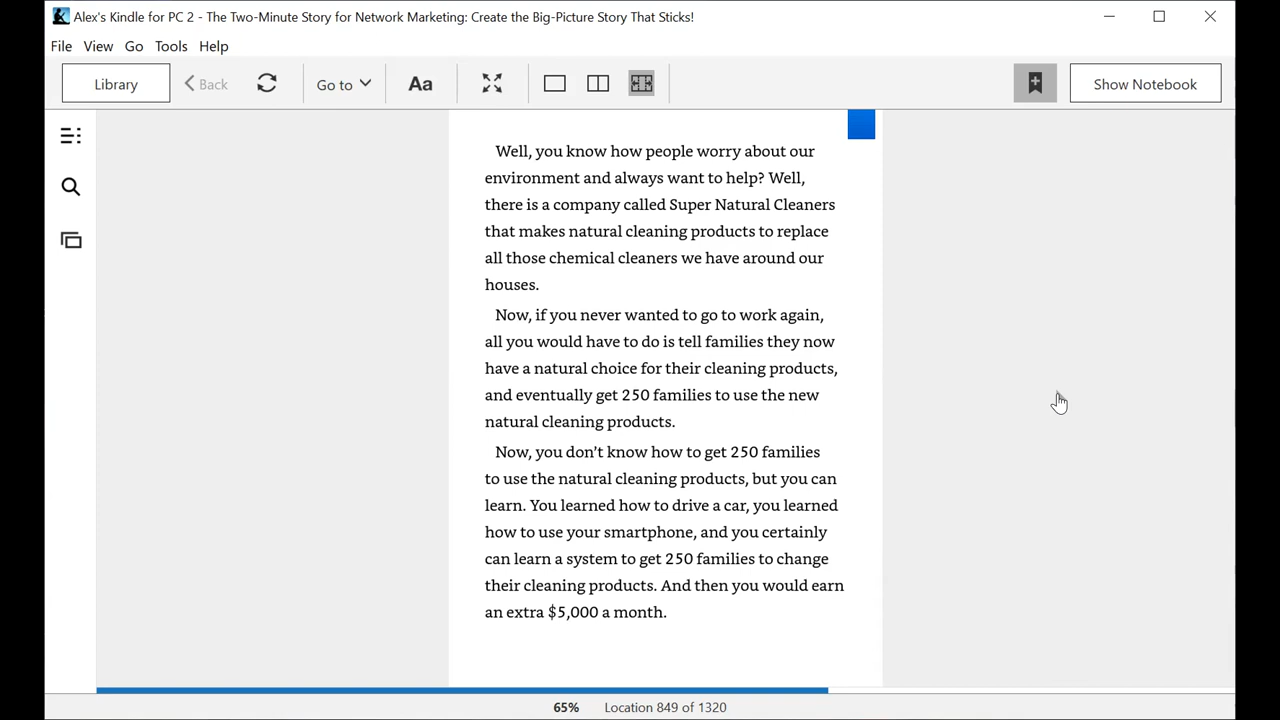 Alex's Kindle for PC 2 - The Two-Minute Story for Network Marketing: Create the Big-Picture Story That Sticks!
File View Go Tools Help
Library Back Go to Aa Show Notebook
Well, you know how people worry about our
environment and always want to help? Well,
there is a company called Super Natural Cleaners
that makes natural cleaning products to replace
all those chemical cleaners we have around our
houses.
Now, if you never wanted to go to work again,
all you would have to do is tell families they now
have a natural choice for their cleaning products,
and eventually get 250 families to use the new
natural cleaning products.
Now, you don’t know how to get 250 families
to use the natural cleaning products, but you can
learn. You learned how to drive a car, you learned
how to use your smartphone, and you certainly
can learn a system to get 250 families to change
their cleaning products. And then you would earn
an extra $5,000 a month.
65% Location 849 of 1320